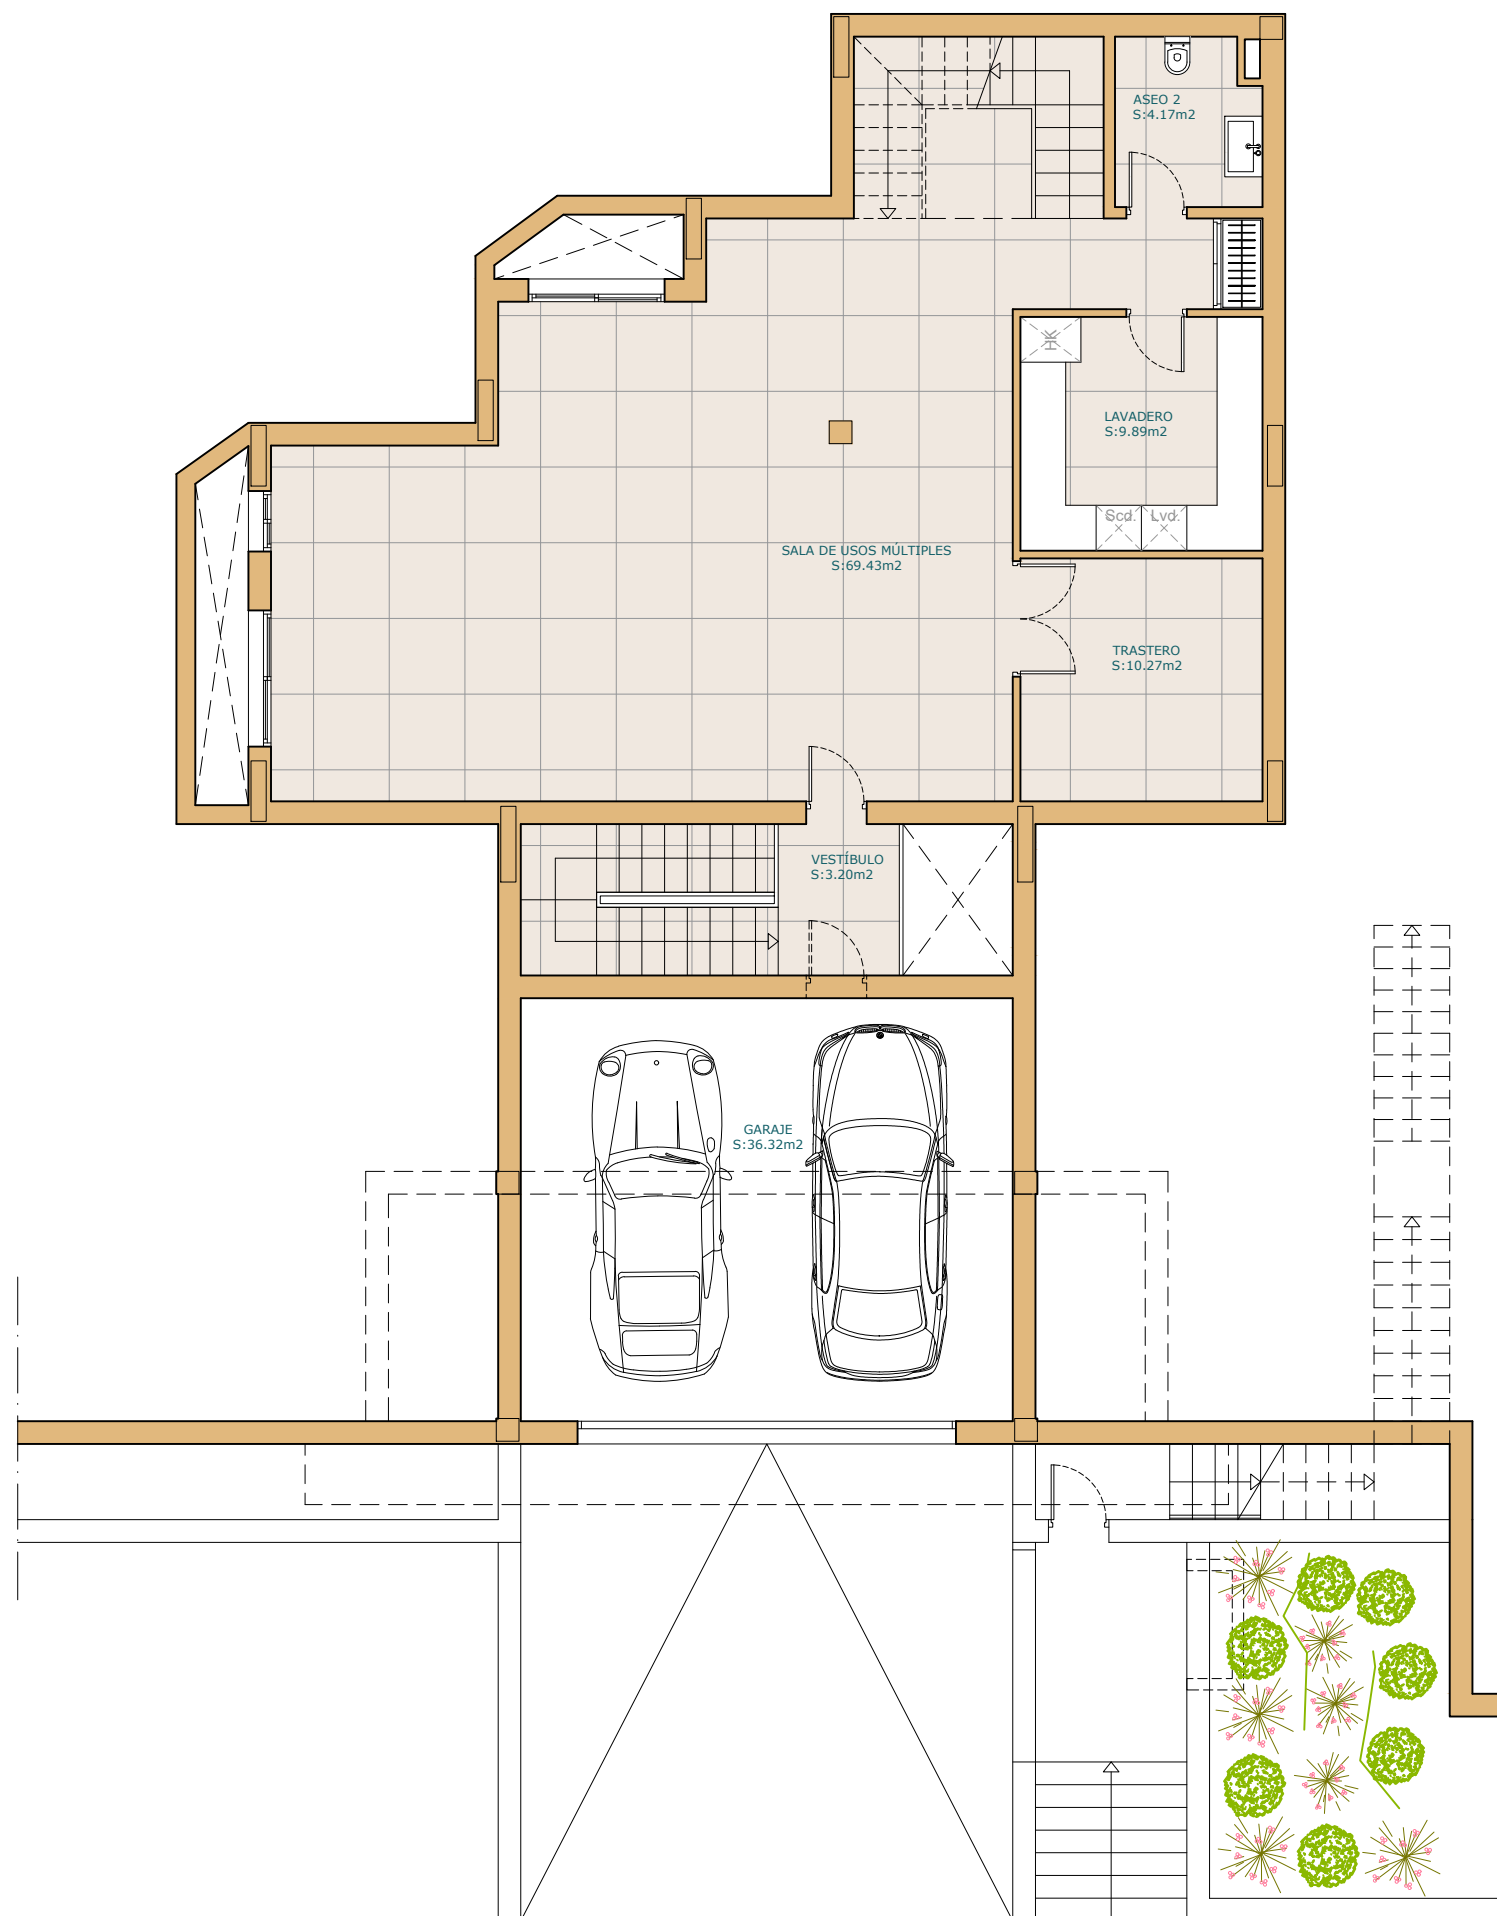 ASEO 2
S:4.17m2
HK
LAVADERO
S:9.89m2
Scd.
Lvd.
SALA DE USOS MÚLTIPLES
S:69.43m2
TRASTERO
S:10.27m2
VESTÍBULO
S:3.20m2
GARAJE
S:36.32m2